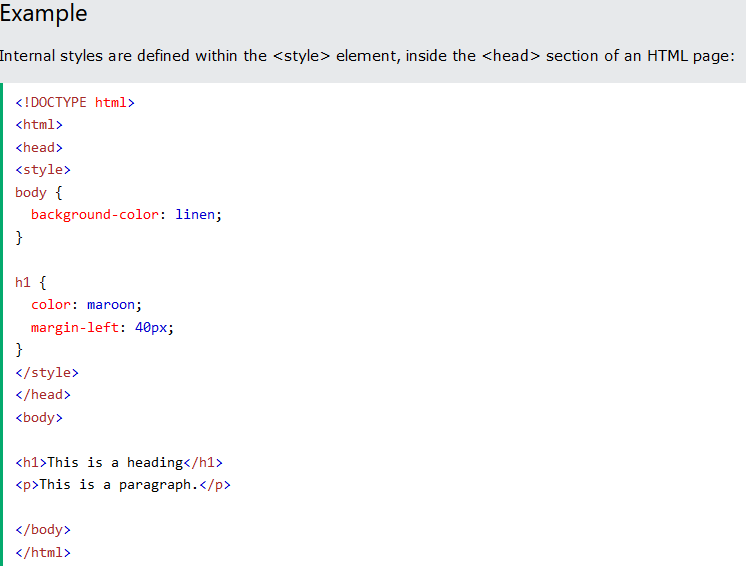 Example
Internal styles are defined within the <style> element, inside the <head> section of an HTML page:
<!DOCTYPE html>
<html>
<head>
<style>
body {
  background-color: linen;
}

h1 {
  color: maroon;
  margin-left: 40px;
}
</style>
</head>
<body>

<h1>This is a heading</h1>
<p>This is a paragraph.</p>

</body>
</html>